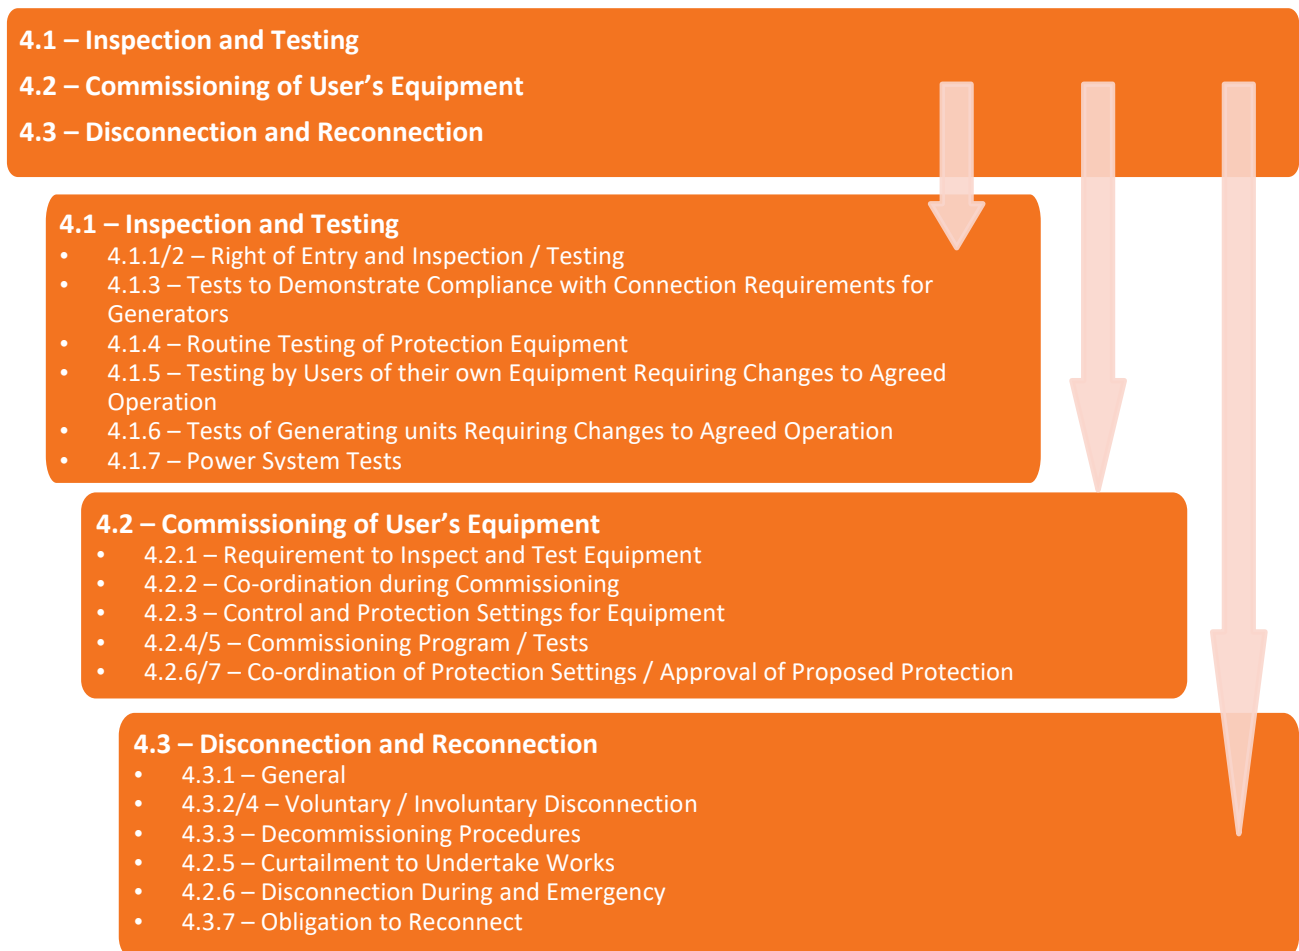 4.1 – Inspection and Testing
4.2 – Commissioning of User’s Equipment
4.3 – Disconnection and Reconnection
4.1 – Inspection and Testing
• 4.1.1/2 – Right of Entry and Inspection / Testing
• 4.1.3 – Tests to Demonstrate Compliance with Connection Requirements for
Generators
• 4.1.4 – Routine Testing of Protection Equipment
• 4.1.5 – Testing by Users of their own Equipment Requiring Changes to Agreed
Operation
• 4.1.6 – Tests of Generating units Requiring Changes to Agreed Operation
• 4.1.7 – Power System Tests
4.2 – Commissioning of User’s Equipment
• 4.2.1 – Requirement to Inspect and Test Equipment
• 4.2.2 – Co-ordination during Commissioning
• 4.2.3 – Control and Protection Settings for Equipment
• 4.2.4/5 – Commissioning Program / Tests
• 4.2.6/7 – Co-ordination of Protection Settings / Approval of Proposed Protection
4.3 – Disconnection and Reconnection
• 4.3.1 – General
• 4.3.2/4 – Voluntary / Involuntary Disconnection
• 4.3.3 – Decommissioning Procedures
• 4.2.5 – Curtailment to Undertake Works
• 4.2.6 – Disconnection During and Emergency
• 4.3.7 – Obligation to Reconnect